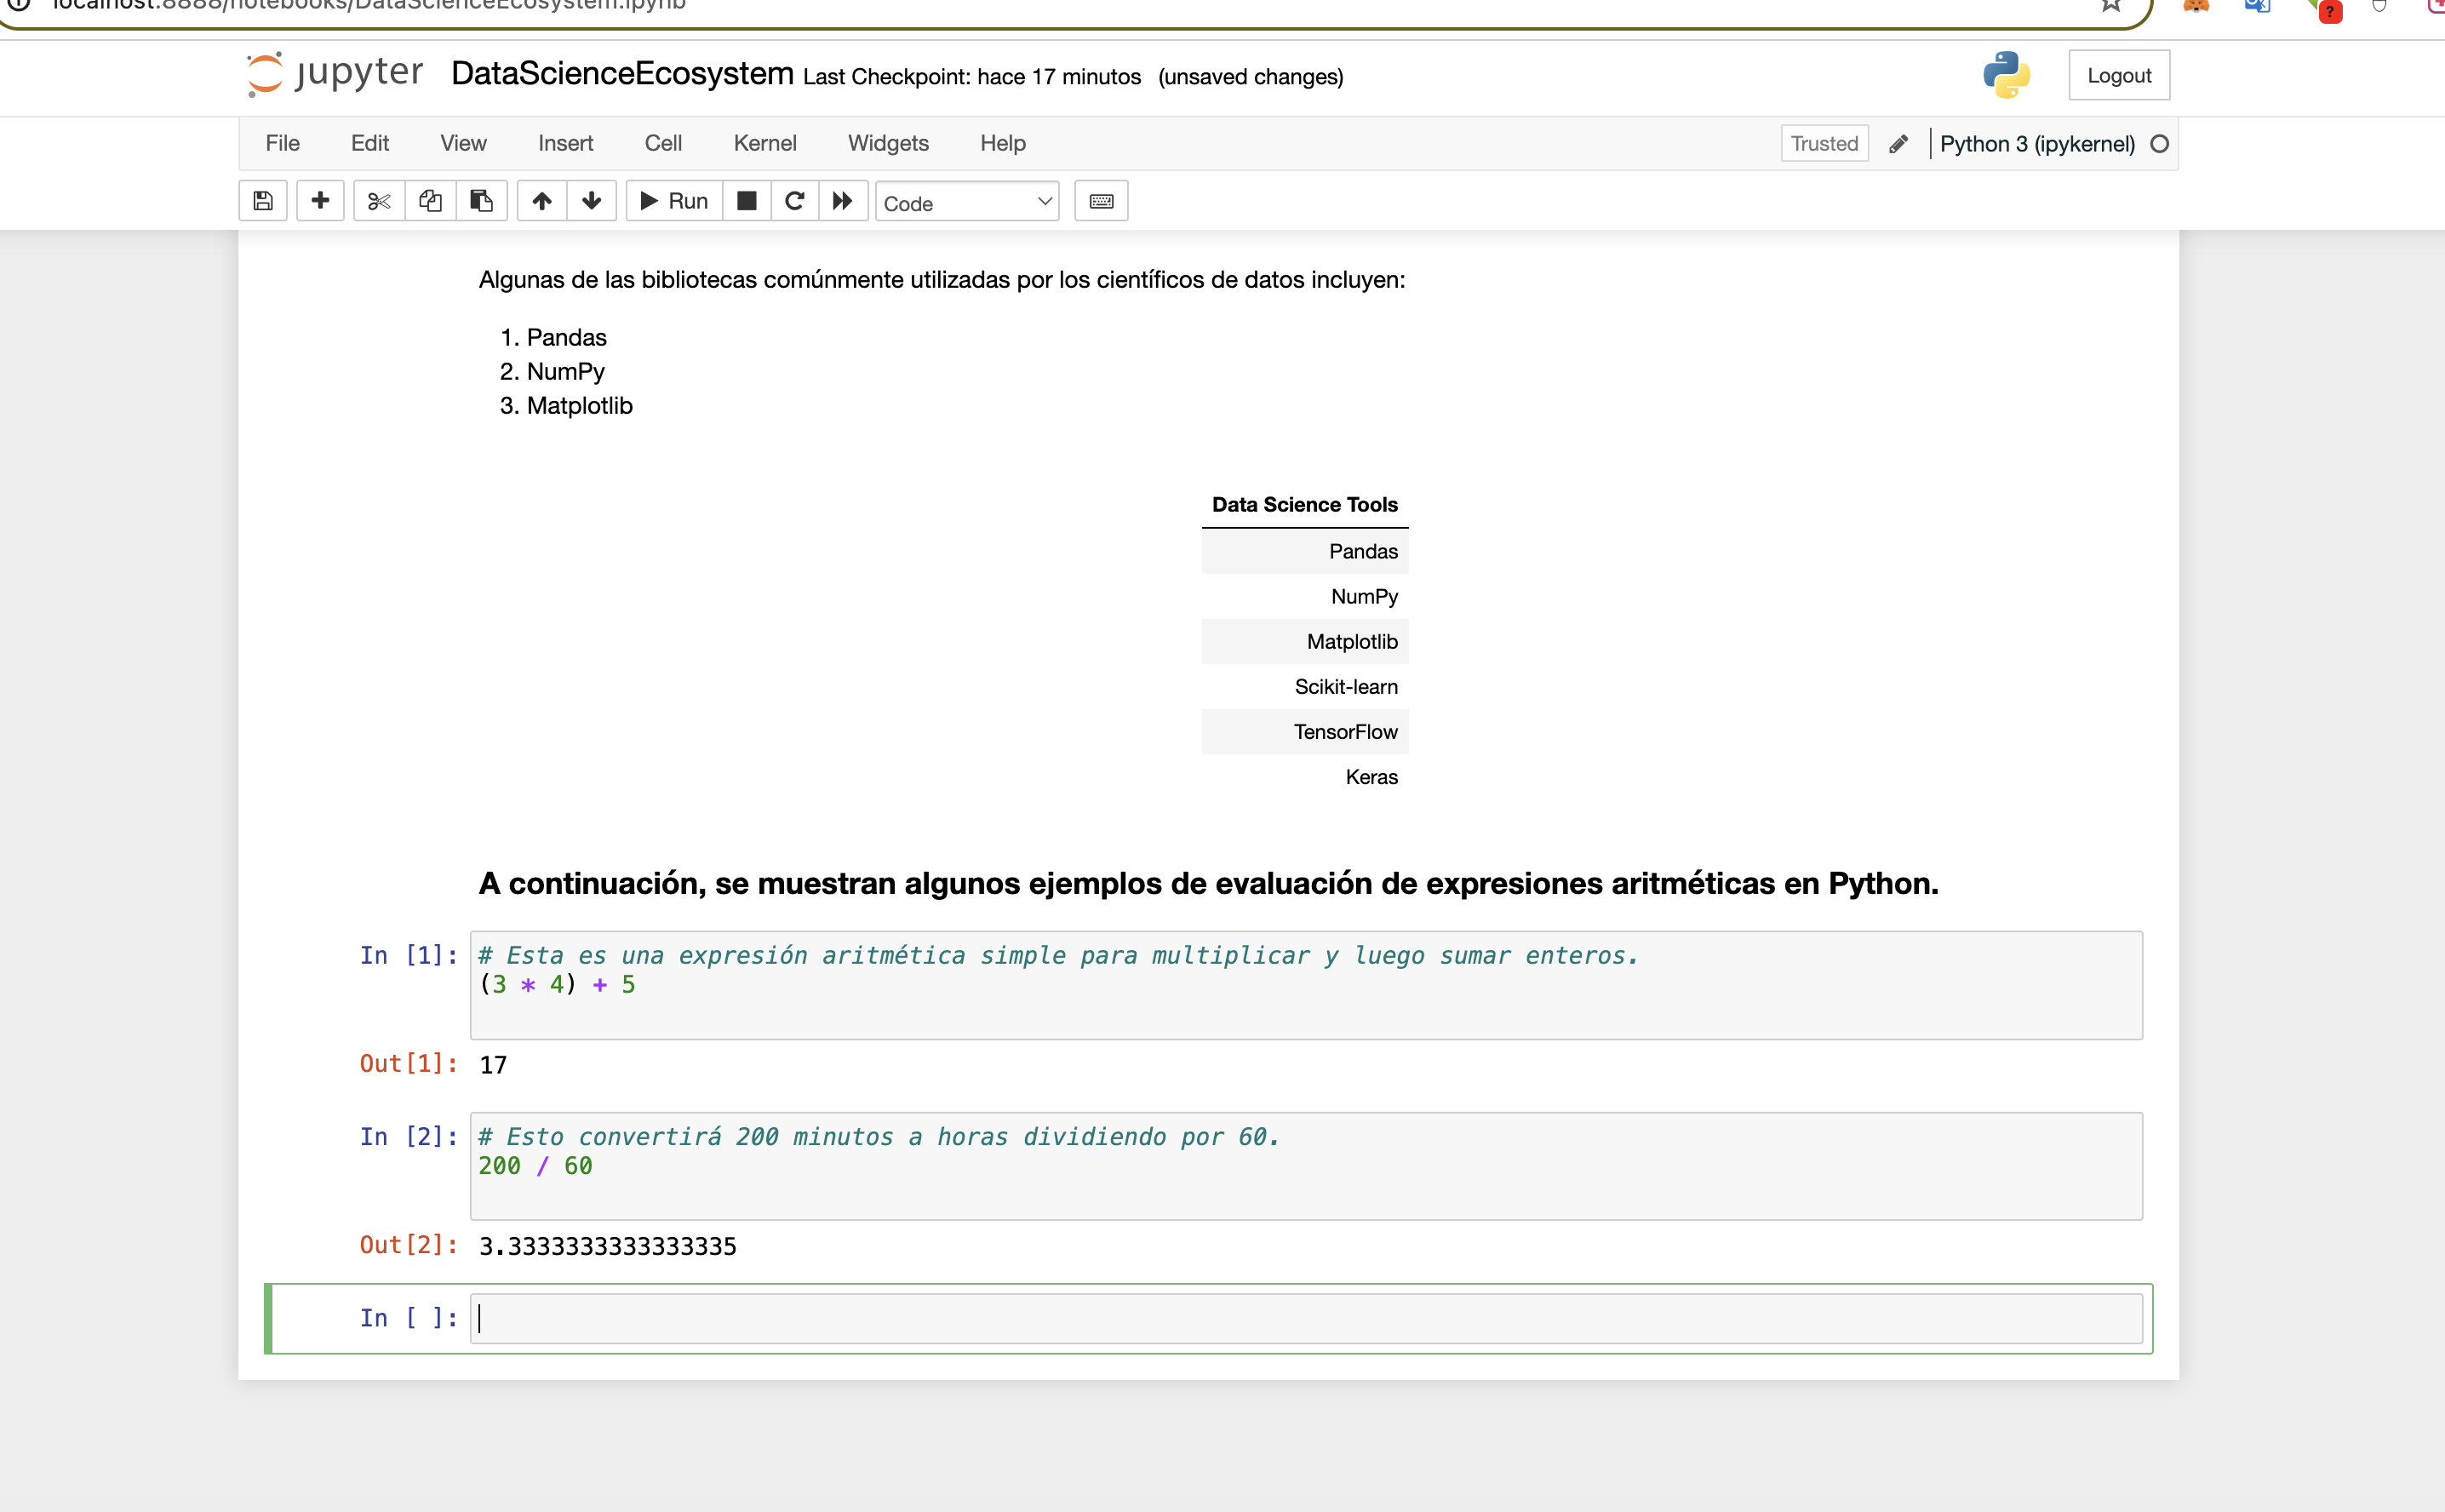 localhost:8888/notebooks/DataScienceEcosystem.ipynb
?
jupyter DataScienceEcosystem Last Checkpoint: hace 17 minutos (unsaved changes)
Logout
File Edit View Insert Cell Kernel Widgets Help Trusted Python 3 (ipykernel)
Run Code
Algunas de las bibliotecas comúnmente utilizadas por los científicos de datos incluyen:
1. Pandas
2. NumPy
3. Matplotlib
Data Science Tools
Pandas
NumPy
Matplotlib
Scikit-learn
TensorFlow
Keras
A continuación, se muestran algunos ejemplos de evaluación de expresiones aritméticas en Python.
In [1]: # Esta es una expresión aritmética simple para multiplicar y luego sumar enteros.
(3 * 4) + 5
Out[1]: 17
In [2]: # Esto convertirá 200 minutos a horas dividiendo por 60.
200 / 60
Out[2]: 3.3333333333333335
In [ ]: